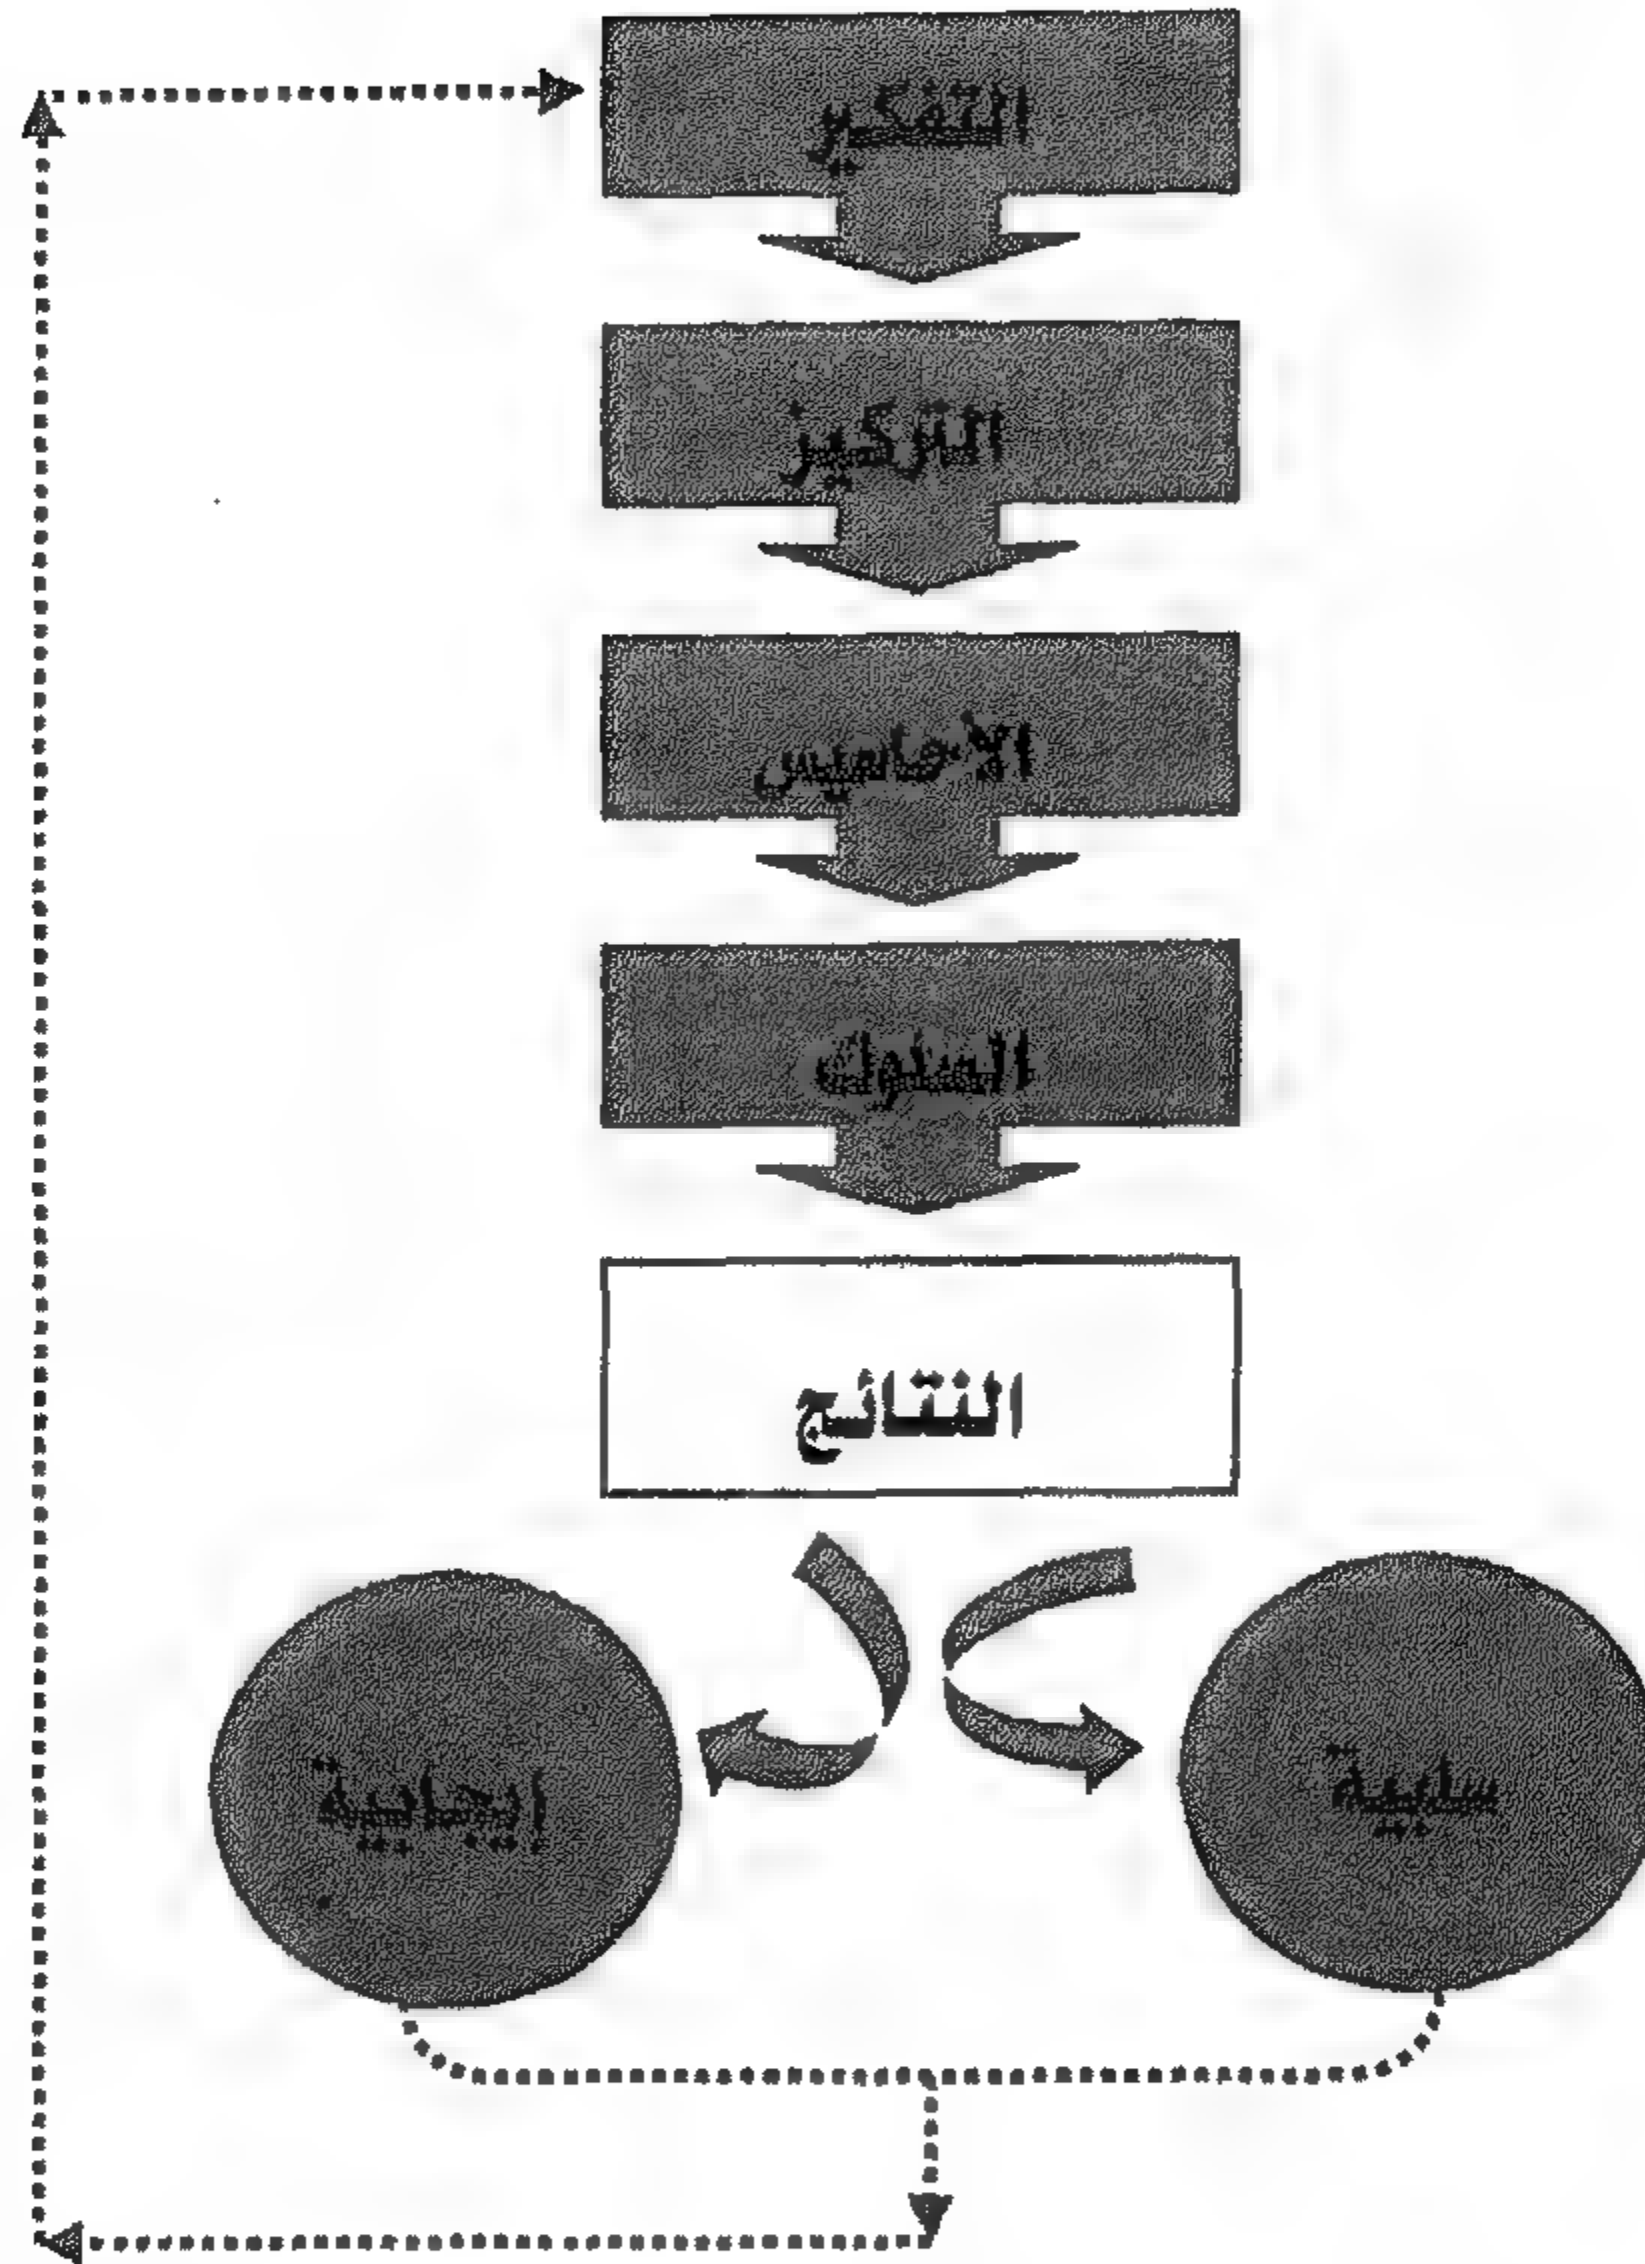 التفكير
التركيز
الأحاسيس
السلوك
النتائج
سلبية
إيجابية